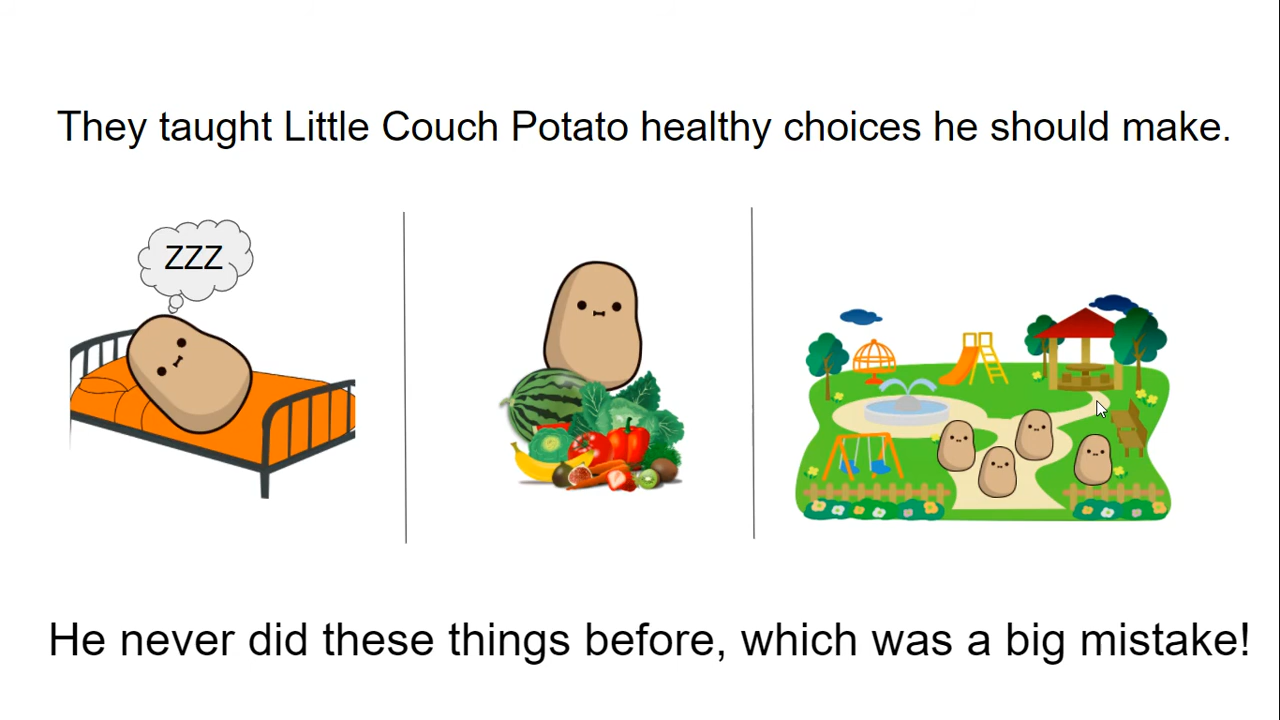 They taught Little Couch Potato healthy choices he should make.
ZZZ
He never did these things before, which was a big mistake!